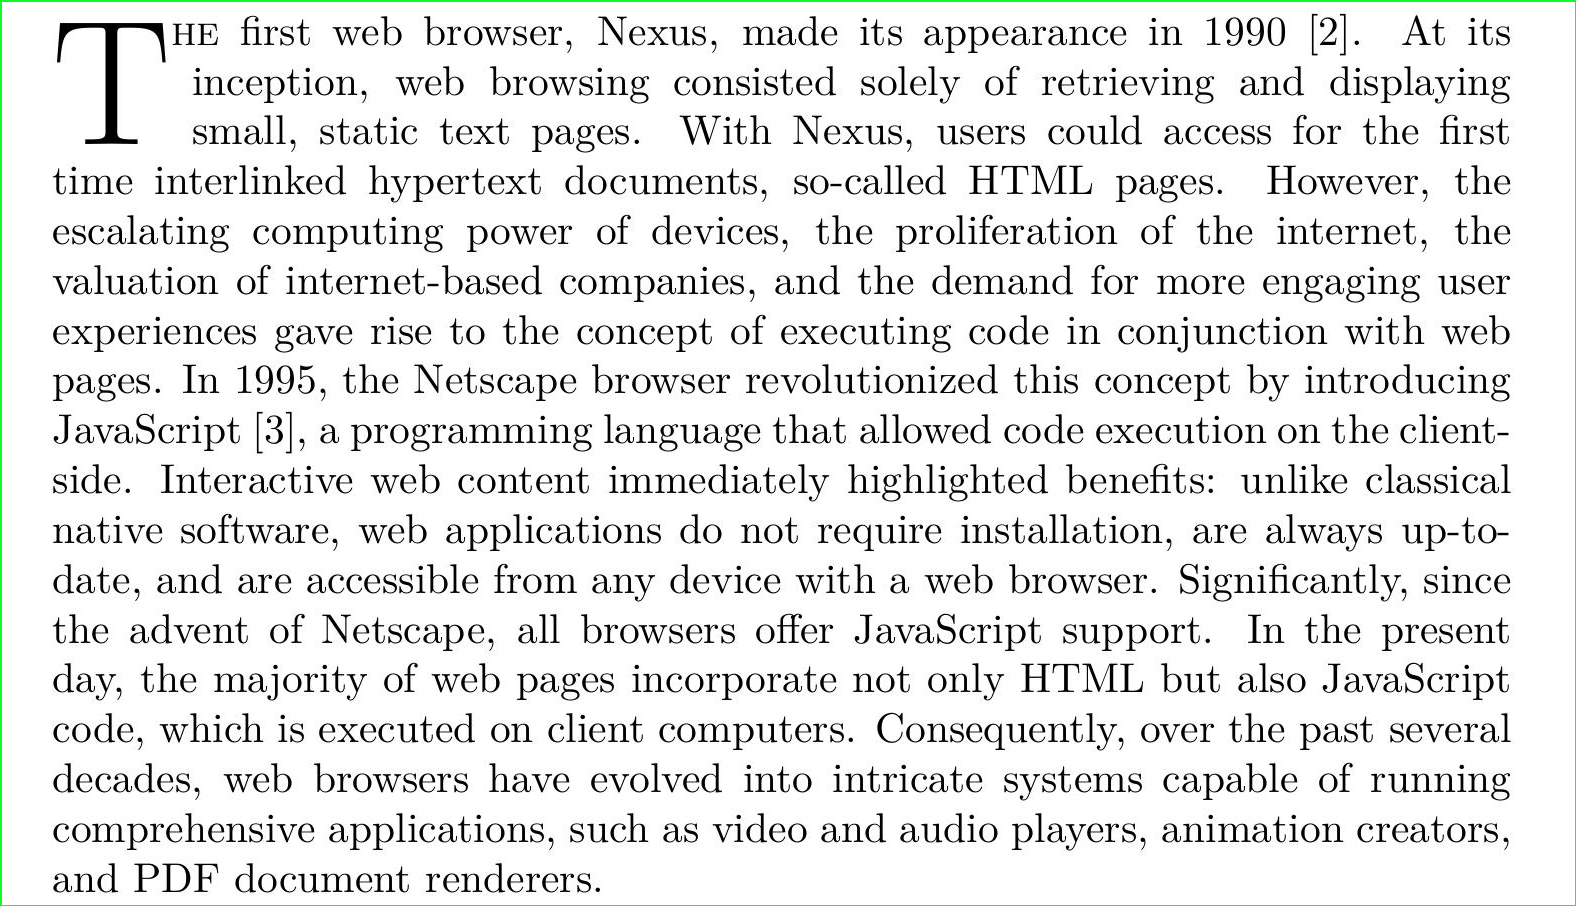 THE first web browser, Nexus, made its appearance in 1990 [2]. At its
inception, web browsing consisted solely of retrieving and displaying
small, static text pages. With Nexus, users could access for the first
time interlinked hypertext documents, so-called HTML pages. However, the
escalating computing power of devices, the proliferation of the internet, the
valuation of internet-based companies, and the demand for more engaging user
experiences gave rise to the concept of executing code in conjunction with web
pages. In 1995, the Netscape browser revolutionized this concept by introducing
JavaScript [3], a programming language that allowed code execution on the client-
side. Interactive web content immediately highlighted benefits: unlike classical
native software, web applications do not require installation, are always up-to-
date, and are accessible from any device with a web browser. Significantly, since
the advent of Netscape, all browsers offer JavaScript support. In the present
day, the majority of web pages incorporate not only HTML but also JavaScript
code, which is executed on client computers. Consequently, over the past several
decades, web browsers have evolved into intricate systems capable of running
comprehensive applications, such as video and audio players, animation creators,
and PDF document renderers.